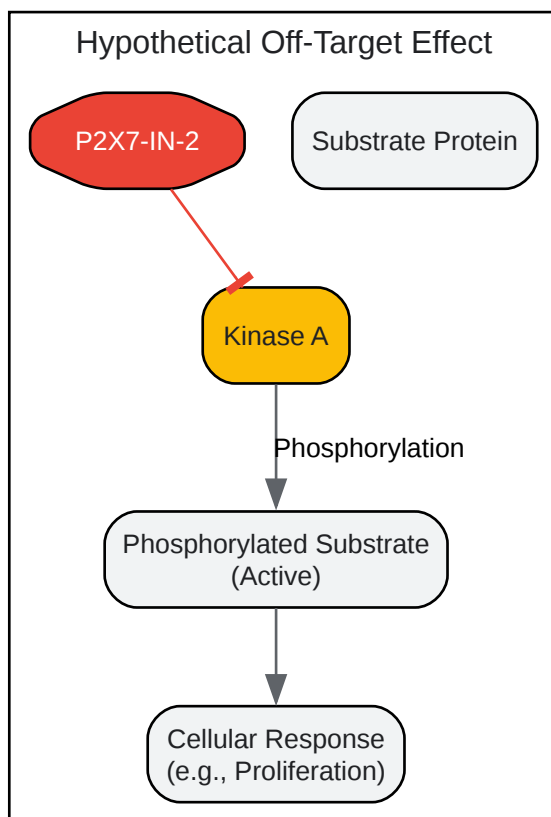 Hypothetical Off-Target Effect
P2X7-IN-2
Substrate Protein
Kinase A
Phosphorylation
Phosphorylated Substrate
(Active)
Cellular Response
(e.g., Proliferation)